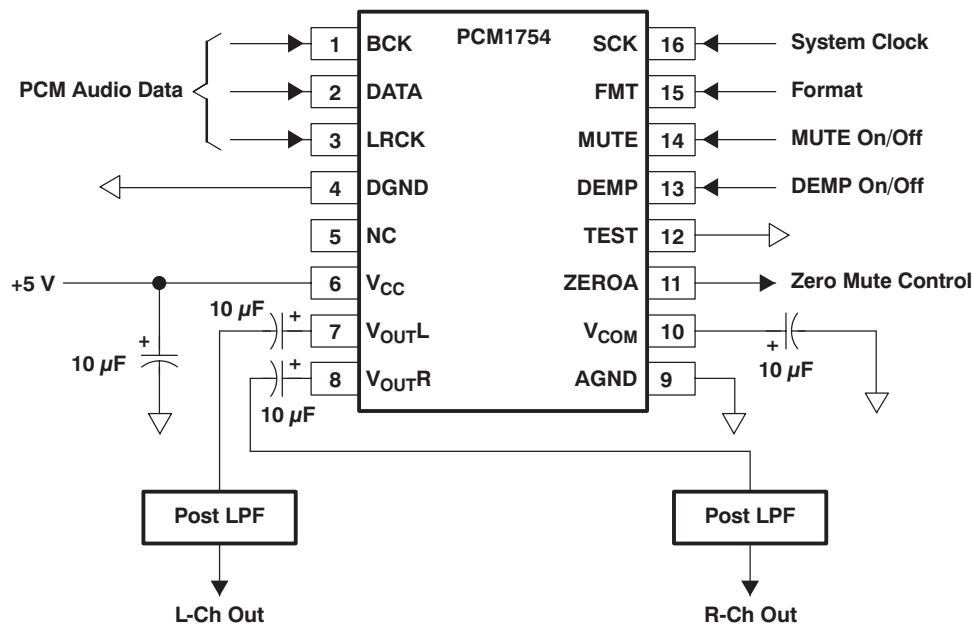 PCM1754
PCM Audio Data
1 BCK
2 DATA
3 LRCK
4 DGND
5 NC
+5 V
6 VCC
10 µF
+
7 VOUTL
10 µF
+
8 VOUTR
10 µF
+
SCK 16 System Clock
FMT 15 Format
MUTE 14 MUTE On/Off
DEMP 13 DEMP On/Off
TEST 12
ZEROA 11 Zero Mute Control
VCOM 10
+
10 µF
AGND 9
Post LPF
L-Ch Out
Post LPF
R-Ch Out